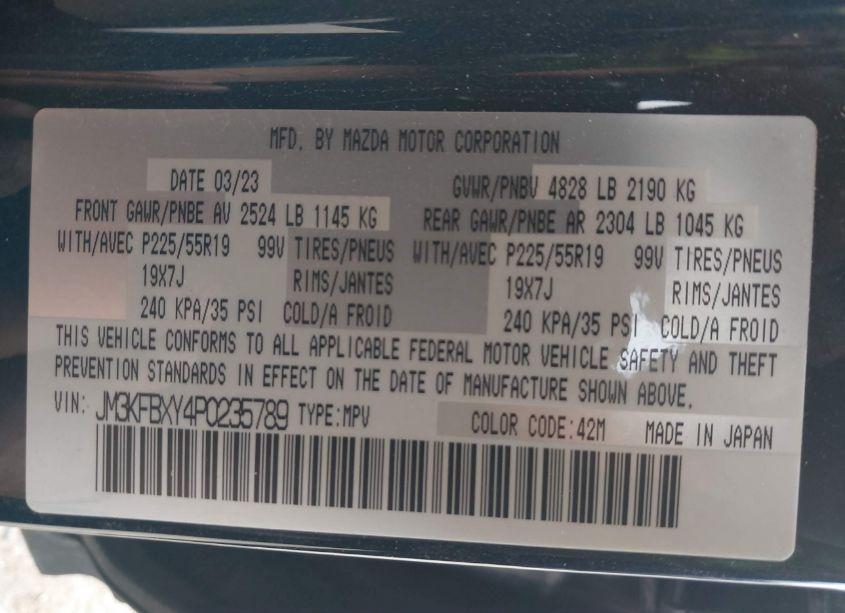 MFD. BY MAZDA MOTOR CORPORATION
DATE 03/23 GVWR/PNBV 4828 LB 2190 KG
FRONT GAWR/PNBE AV 2524 LB 1145 KG REAR GAWR/PNBE AR 2304 LB 1045 KG
WITH/AVEC P225/55R19 99V TIRES/PNEUS WITH/AVEC P225/55R19 99V TIRES/PNEUS
19X7J RIMS/JANTES 19X7J RIMS/JANTES
240 KPA/35 PSI COLD/A FROID 240 KPA/35 PSI COLD/A FROID
THIS VEHICLE CONFORMS TO ALL APPLICABLE FEDERAL MOTOR VEHICLE SAFETY AND THEFT
PREVENTION STANDARDS IN EFFECT ON THE DATE OF MANUFACTURE SHOWN ABOVE.
VIN: JM3KFBXY4P0235789 TYPE:MPV COLOR CODE:42M MADE IN JAPAN